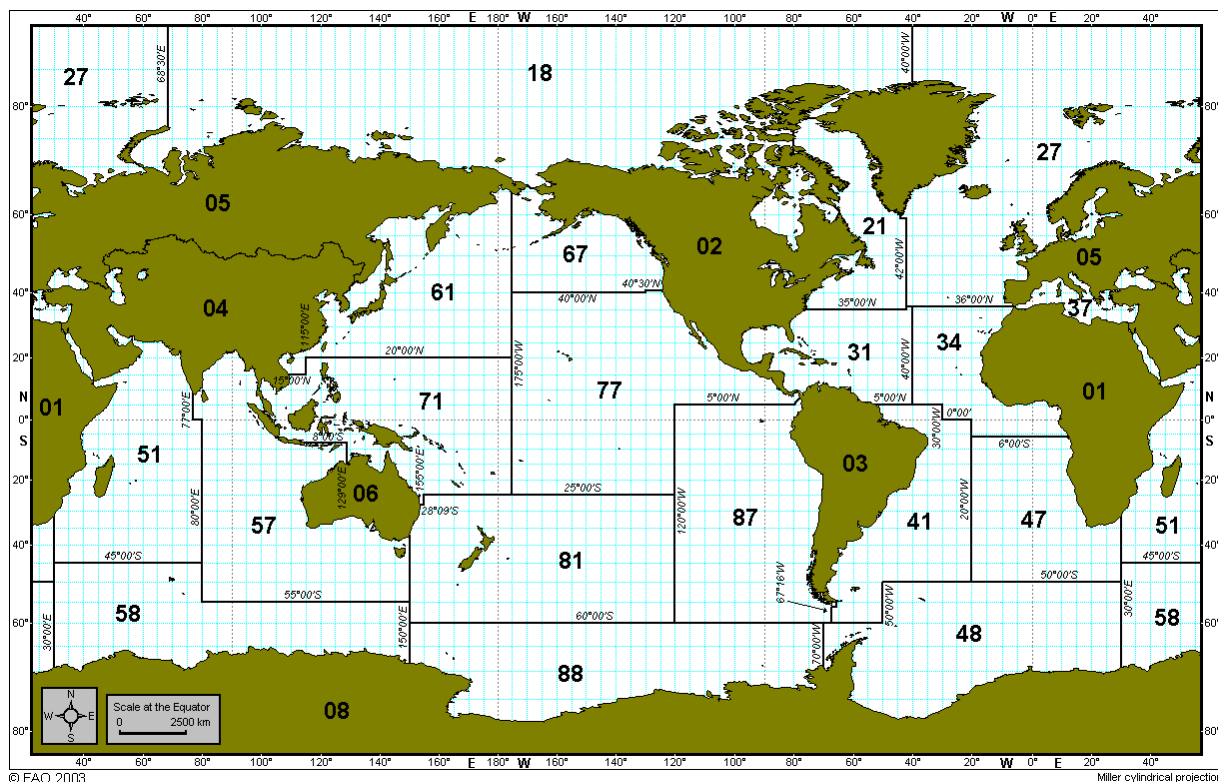 40° 60° 80° 100° 120° 140° 160° E 180° W 160° 140° 120° 100° 80° 60° 40° 20° W 0° E 20° 40°
27
68°30'E
18
40°00'W
80°
80°
27
05
60°
60°
21
02
67
42°00'W
05
40°
40°30'N
40°
61
40°00'N
35°00'N
36°00'N
37
04
115°00'E
34
31
20°
20°00'N
175°00'W
40°00'W
20°
15°00'N
77
01
N
01
77°00'E
71
5°00'N
5°00'N
N
0°
0°00'
0°
S
8°00'S
30°00'W
6°00'S
S
51
155°00'E
03
129°00'E
06
20°
80°00'E
25°00'S
20°00'W
20°
28°09'S
120°00'W
57
87
41
47
51
40°
45°00'S
81
45°00'S
40°
67°16'W
50°00'S
55°00'S
58
50°00'W
30°00'E
58
60°
30°00'E
150°00'E
60°00'S
70°00'W
48
60°
88
08
N
W E
S
Scale at the Equator
0 2500 km
80°
80°
40° 60° 80° 100° 120° 140° 160° E 180° W 160° 140° 120° 100° 80° 60° 40° 20° W 0° E 20° 40°
© FAO 2003
Miller cylindrical projection